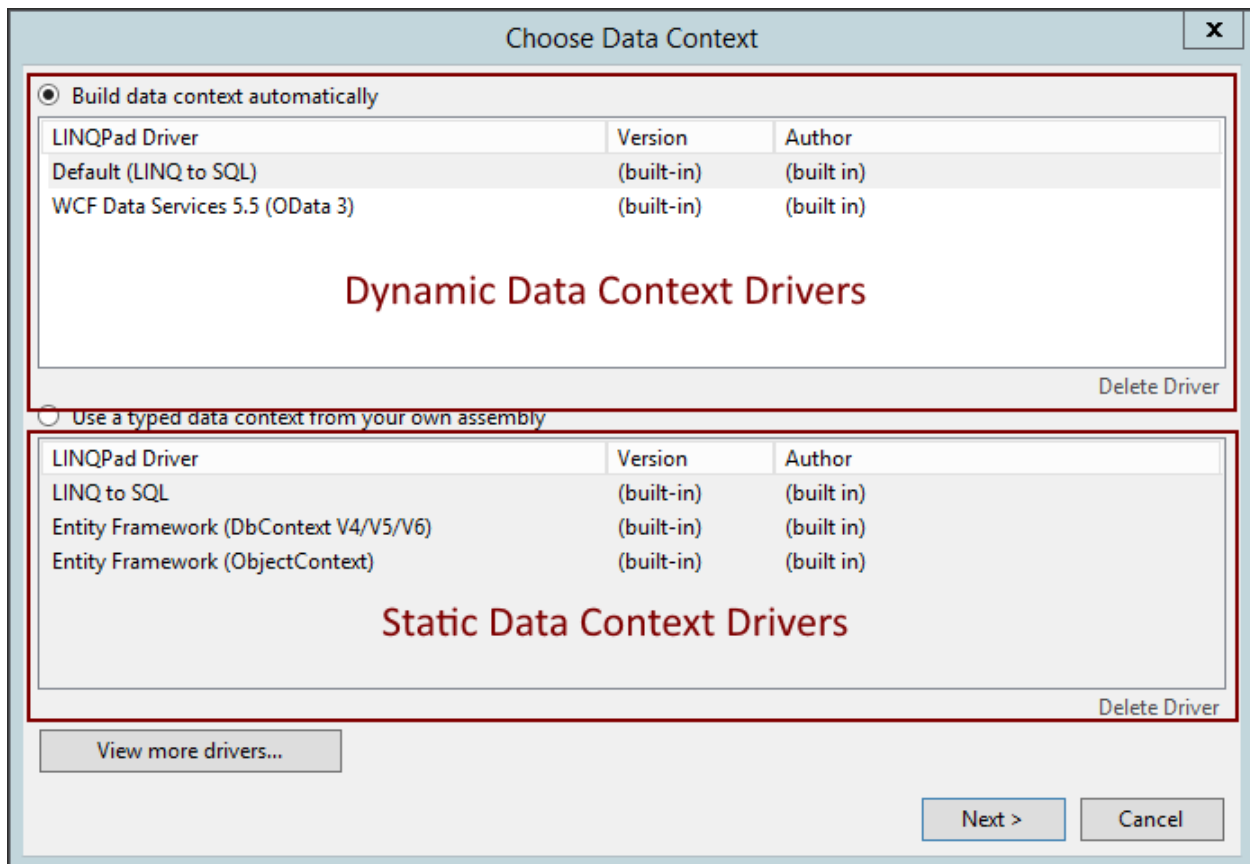 Choose Data Context
x
Build data context automatically
LINQPad Driver Version Author
Default (LINQ to SQL) (built-in) (built in)
WCF Data Services 5.5 (OData 3) (built-in) (built in)
Dynamic Data Context Drivers
Delete Driver
Use a typed data context from your own assembly
LINQPad Driver Version Author
LINQ to SQL (built-in) (built in)
Entity Framework (DbContext V4/V5/V6) (built-in) (built in)
Entity Framework (ObjectContext) (built-in) (built in)
Static Data Context Drivers
Delete Driver
View more drivers...
Next > Cancel